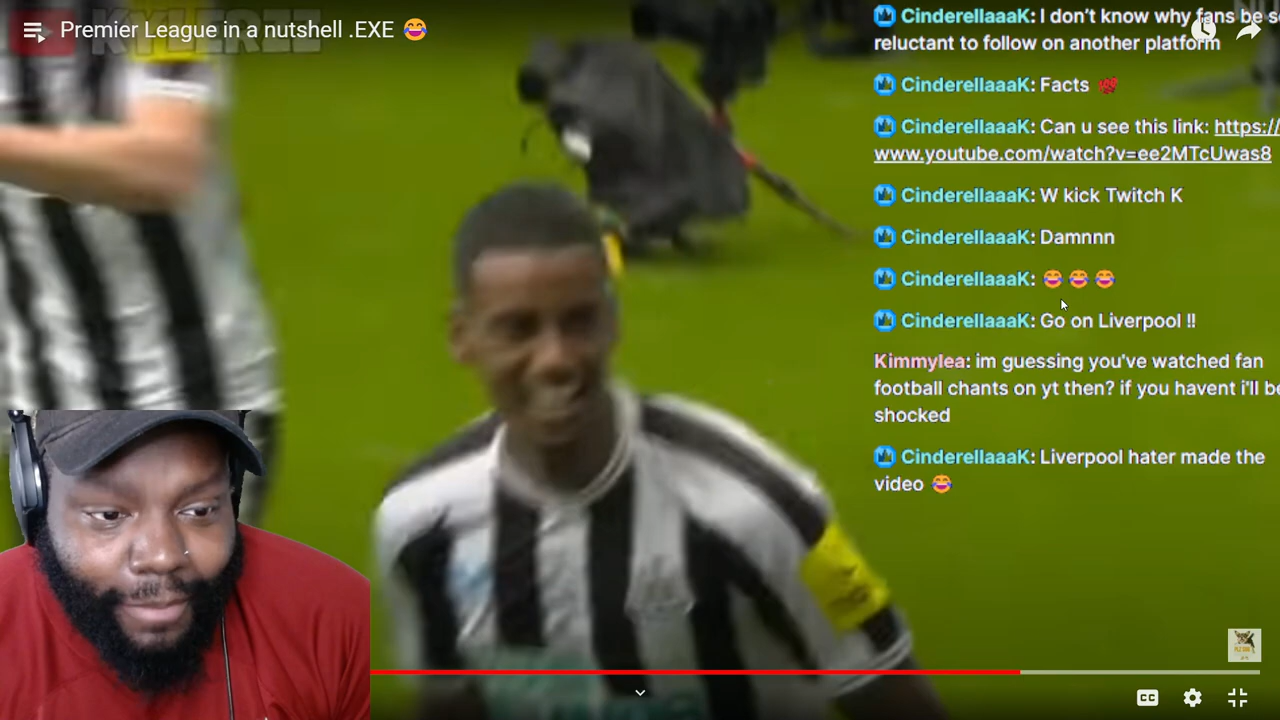 Premier League in a nutshell .EXE 😂
CinderellaaaK: I don't know why fans be s
reluctant to follow on another platform
CinderellaaaK: Facts 💯
CinderellaaaK: Can u see this link: https://
www.youtube.com/watch?v=ee2MTcUwas8
CinderellaaaK: W kick Twitch K
CinderellaaaK: Damnnn
CinderellaaaK: 😂 😂 😂
CinderellaaaK: Go on Liverpool !!
Kimmylea: im guessing you've watched fan
football chants on yt then? if you havent i'll be
shocked
CinderellaaaK: Liverpool hater made the
video 😂
CC